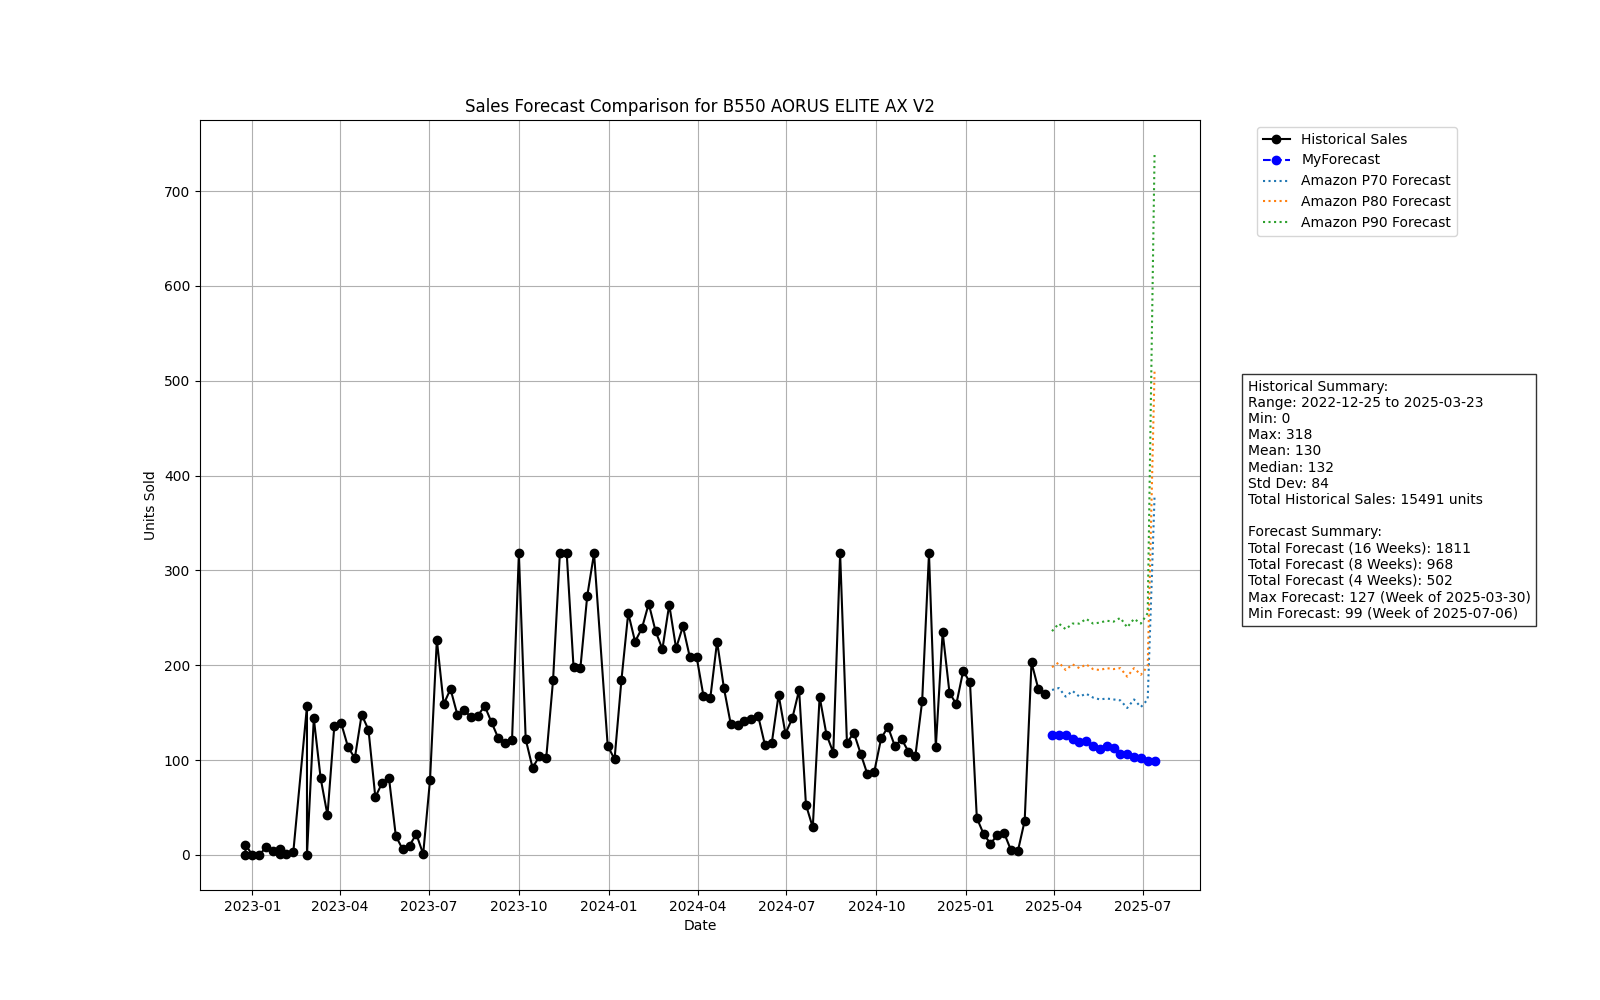 Sales Forecast Comparison for B550 AORUS ELITE AX V2
Historical Sales
MyForecast
Amazon P70 Forecast
Amazon P80 Forecast
Amazon P90 Forecast
700
600
500
400
300
200
100
0
Units Sold
Historical Summary:
Range: 2022-12-25 to 2025-03-23
Min: 0
Max: 318
Mean: 130
Median: 132
Std Dev: 84
Total Historical Sales: 15491 units
Forecast Summary:
Total Forecast (16 Weeks): 1811
Total Forecast (8 Weeks): 968
Total Forecast (4 Weeks): 502
Max Forecast: 127 (Week of 2025-03-30)
Min Forecast: 99 (Week of 2025-07-06)
2023-01 2023-04 2023-07 2023-10 2024-01 2024-04 2024-07 2024-10 2025-01 2025-04 2025-07
Date